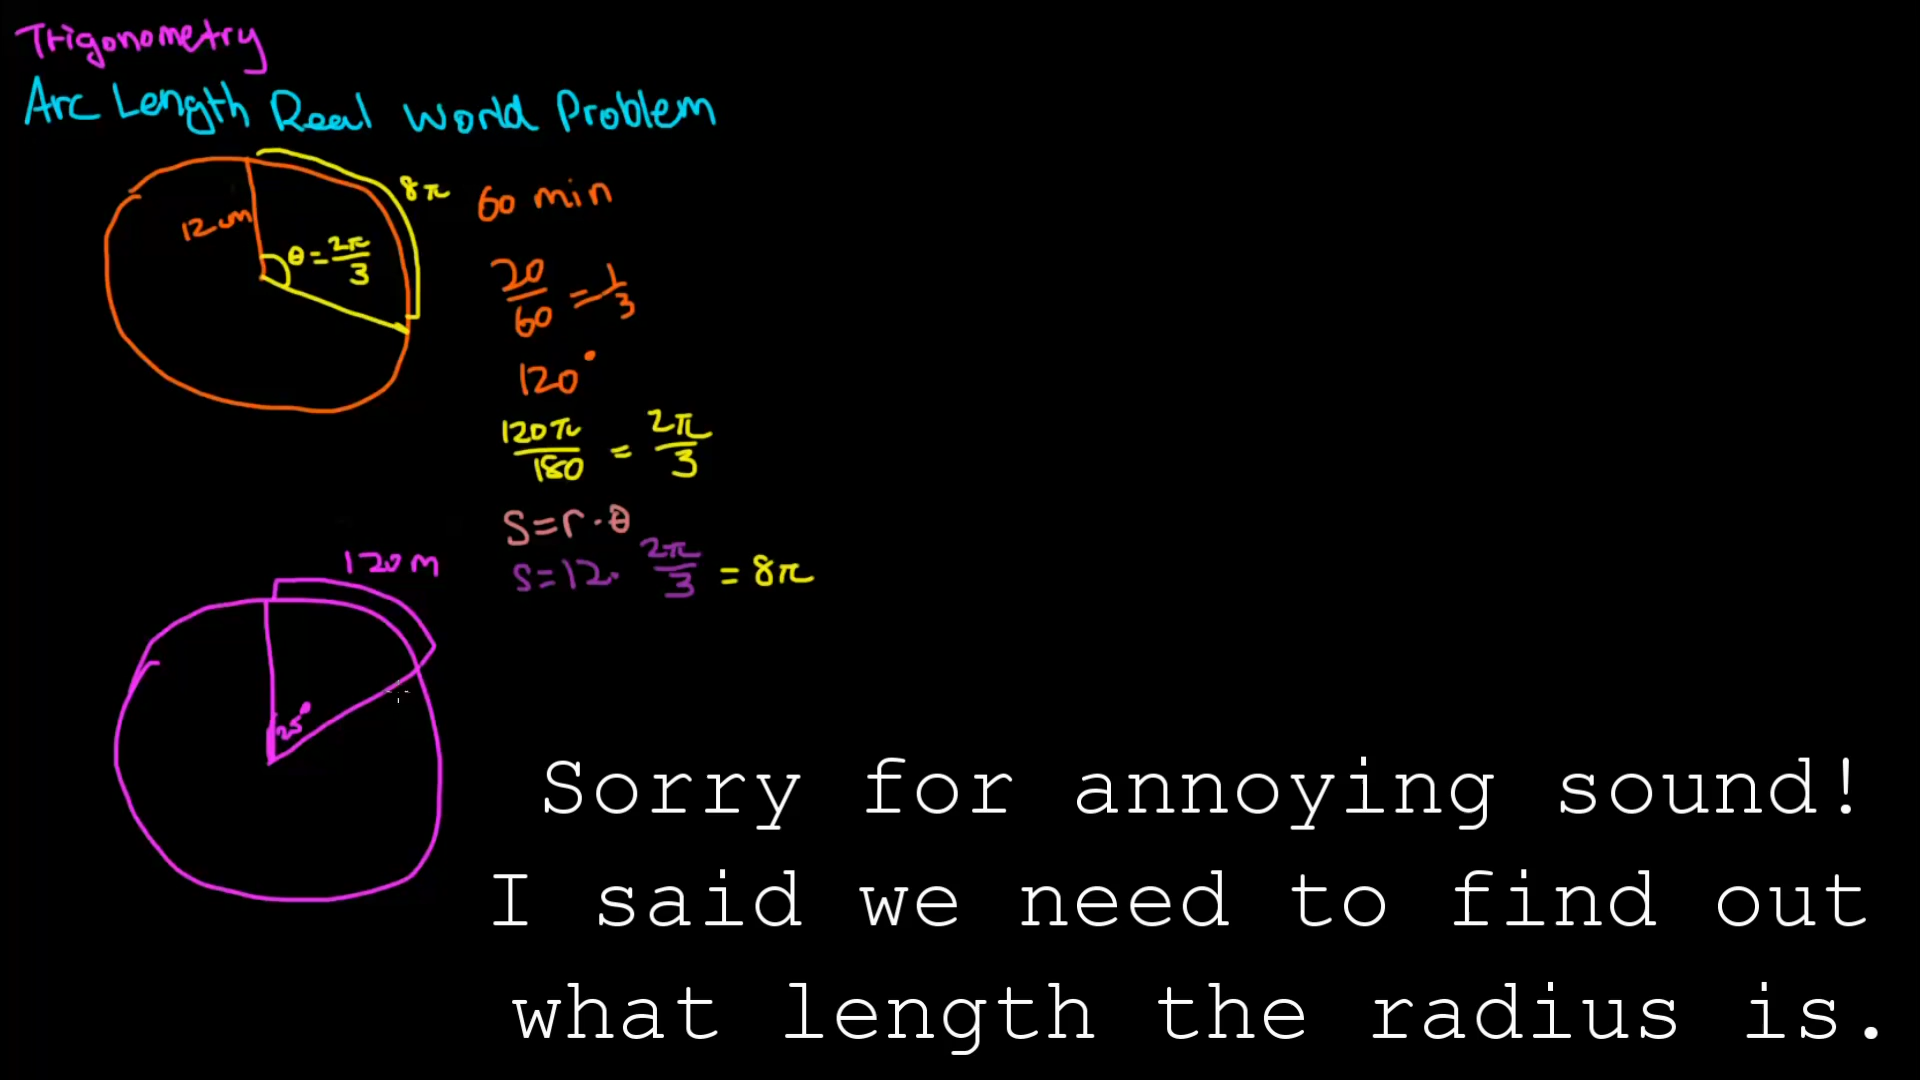 Trigonometry
Arc Length Real World Problem
8π
12cm
θ = 2π/3
60 min
20/60 = 1/3
120°
120π/180 = 2π/3
S = r · θ
S = 12 · 2π/3 = 8π
120 m
25°
Sorry for annoying sound!
I said we need to find out
what length the radius is.